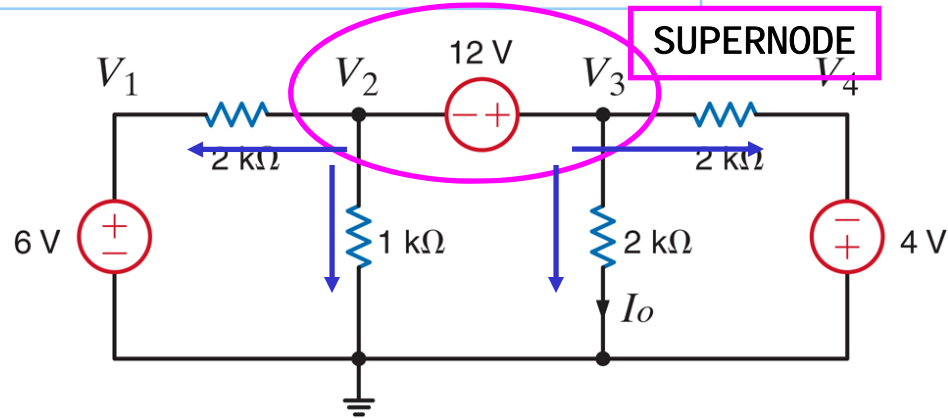 SUPERNODE
12 V
V1 V2 V3 V4
2 kΩ 2 kΩ
6 V 1 kΩ 2 kΩ 4 V
Io